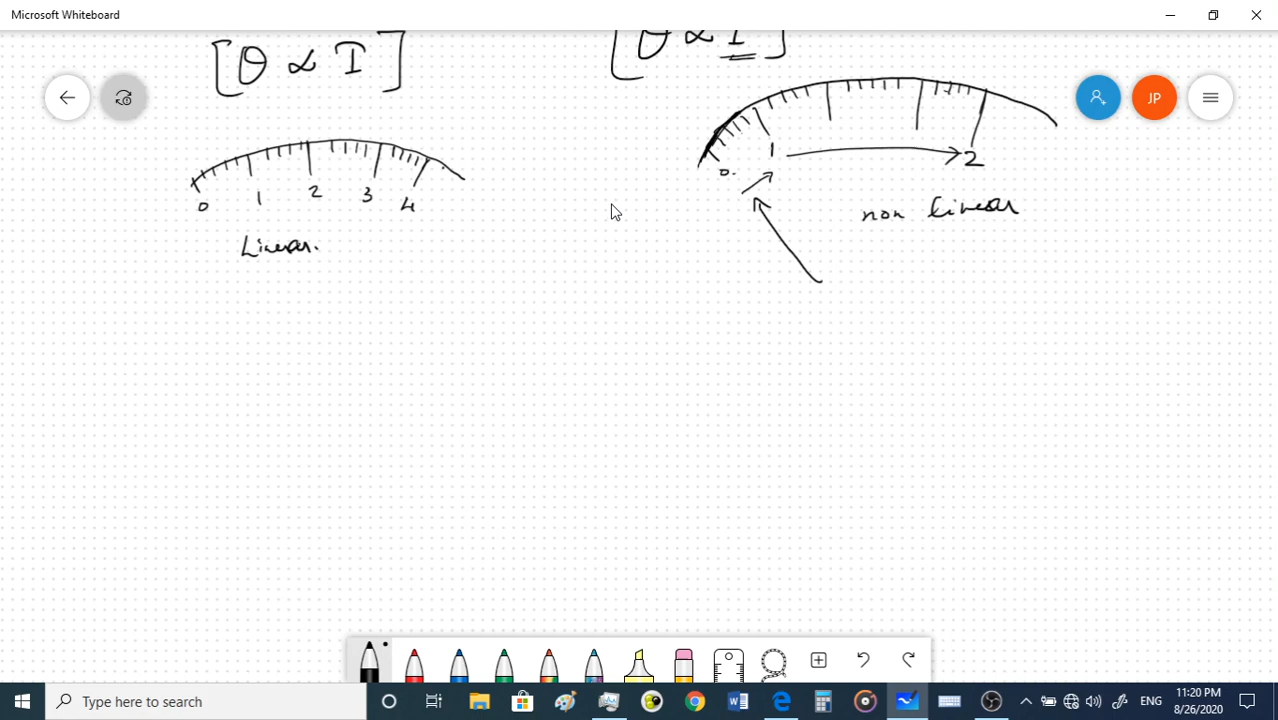 Microsoft Whiteboard
[θ ∝ I]
[θ ∝ I]
JP
0 1 2 3 4
Linear.
0. 1 2
non linear
Type here to search
ENG
11:20 PM
8/26/2020